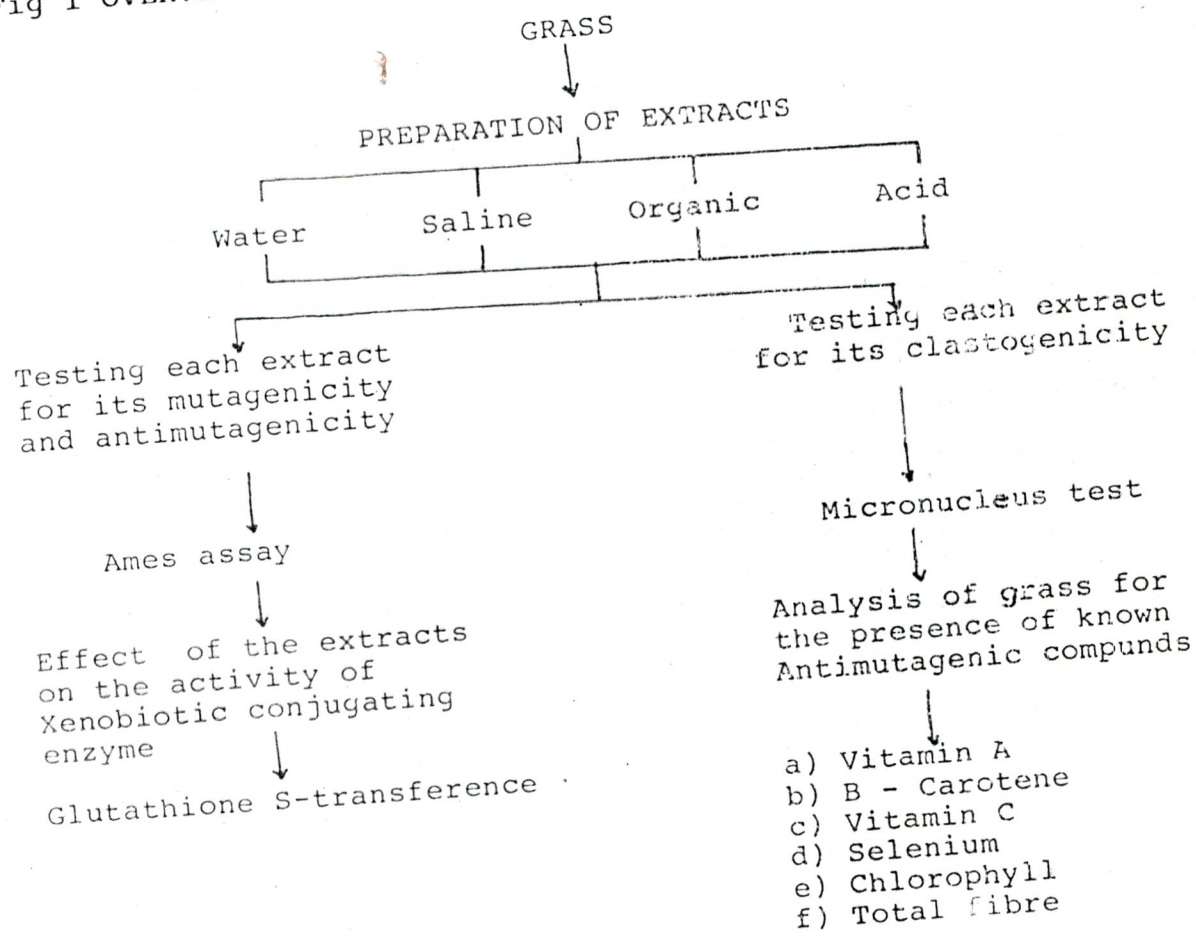 Fig 1
GRASS
PREPARATION OF EXTRACTS
Water
Saline
Organic
Acid
Testing each extract
for its mutagenicity
and antimutagenicity
Ames assay
Effect of the extracts
on the activity of
Xenobiotic conjugating
enzyme
Glutathione S-transference
Testing each extract
for its clastogenicity
Micronucleus test
Analysis of grass for
the presence of known
Antimutagenic compunds
a) Vitamin A
b) B - Carotene
c) Vitamin C
d) Selenium
e) Chlorophyll
f) Total fibre